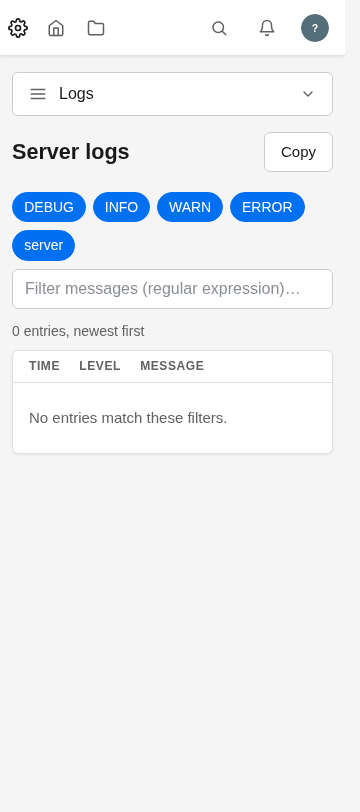 ?
Logs
Server logs
Copy
DEBUG INFO WARN ERROR
server
Filter messages (regular expression)…
0 entries, newest first
TIME LEVEL MESSAGE
No entries match these filters.